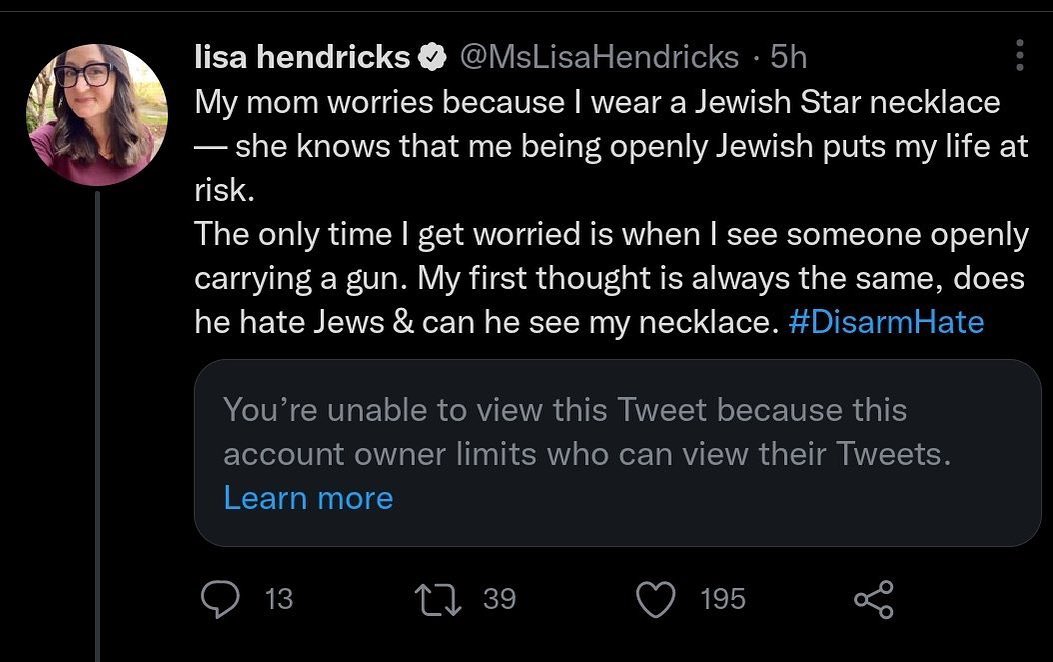 lisa hendricks @MsLisaHendricks · 5h
My mom worries because I wear a Jewish Star necklace
— she knows that me being openly Jewish puts my life at
risk.
The only time I get worried is when I see someone openly
carrying a gun. My first thought is always the same, does
he hate Jews & can he see my necklace. #DisarmHate
You’re unable to view this Tweet because this
account owner limits who can view their Tweets.
Learn more
13 39 195